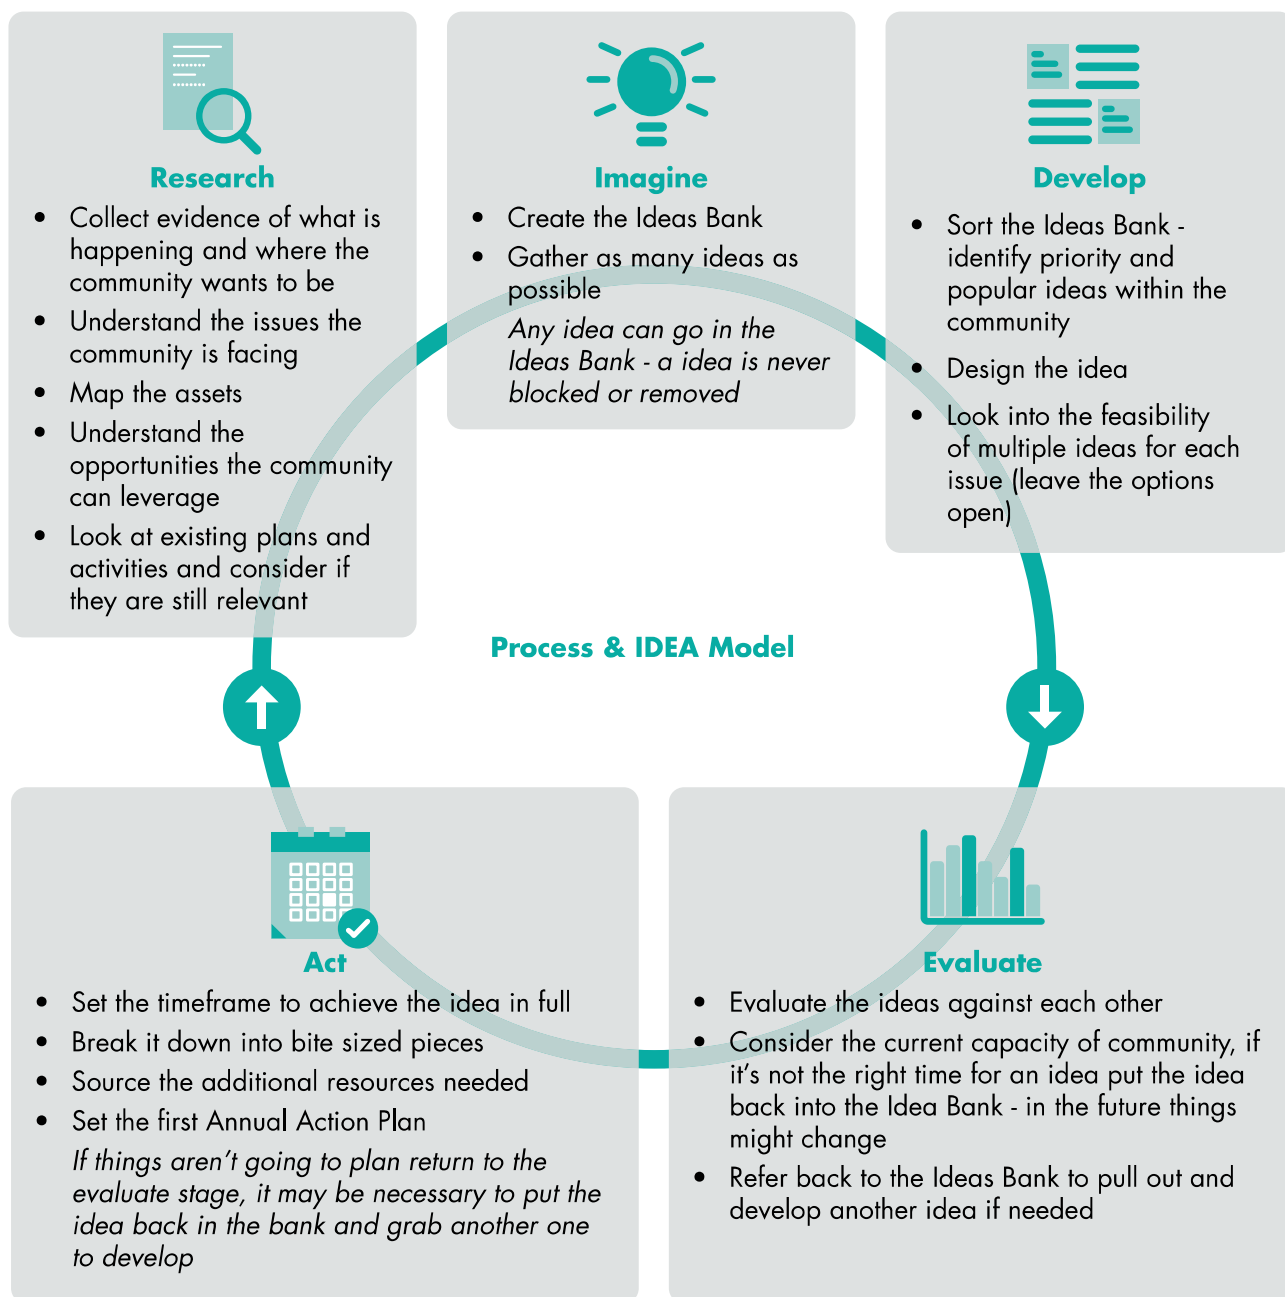 Research
• Collect evidence of what is
happening and where the
community wants to be
• Understand the issues the
community is facing
• Map the assets
• Understand the
opportunities the community
can leverage
• Look at existing plans and
activities and consider if
they are still relevant
Imagine
• Create the Ideas Bank
• Gather as many ideas as
possible
Any idea can go in the
Ideas Bank - a idea is never
blocked or removed
Develop
• Sort the Ideas Bank -
identify priority and
popular ideas within the
community
• Design the idea
• Look into the feasibility
of multiple ideas for each
issue (leave the options
open)
Process & IDEA Model
Act
• Set the timeframe to achieve the idea in full
• Break it down into bite sized pieces
• Source the additional resources needed
• Set the first Annual Action Plan
If things aren't going to plan return to the
evaluate stage, it may be necessary to put the
idea back in the bank and grab another one
to develop
Evaluate
• Evaluate the ideas against each other
• Consider the current capacity of community, if
it's not the right time for an idea put the idea
back into the Idea Bank - in the future things
might change
• Refer back to the Ideas Bank to pull out and
develop another idea if needed